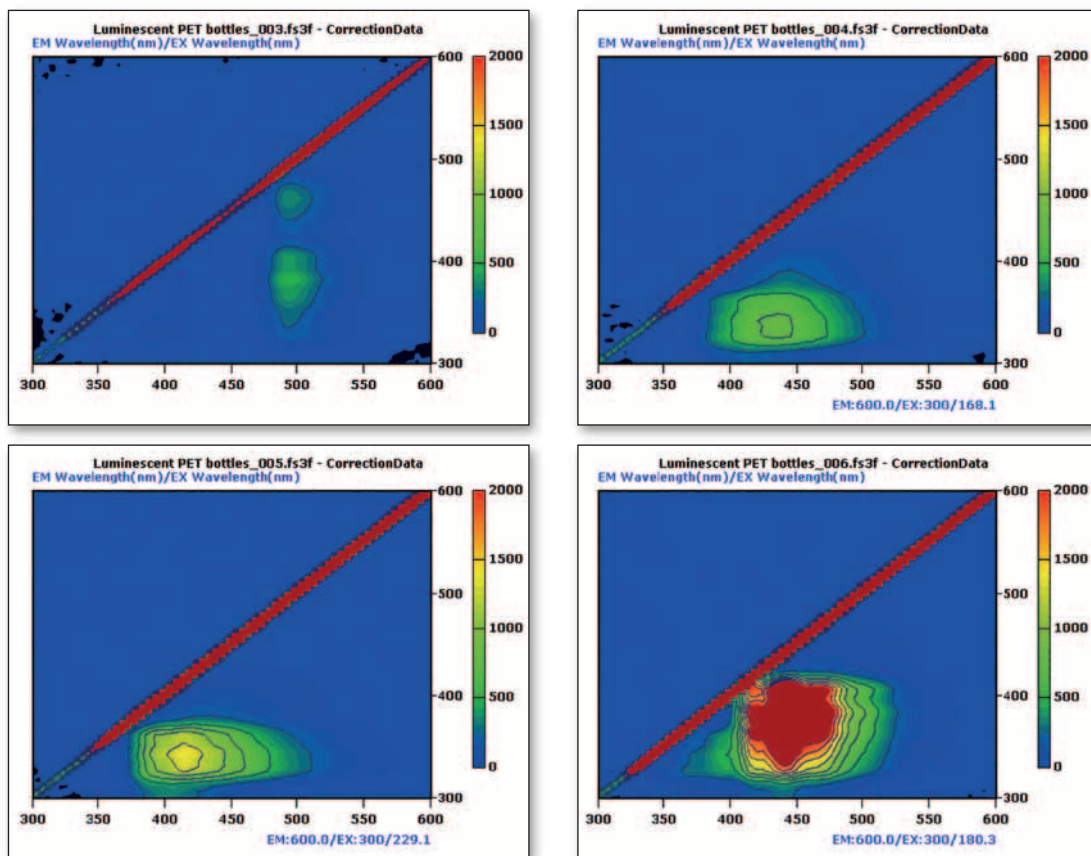 Luminescent PET bottles_003.fs3f - CorrectionData
EM Wavelength(nm)/EX Wavelength(nm)
600
500
400
300
2000
1500
1000
500
0
300 350 400 450 500 550 600
Luminescent PET bottles_004.fs3f - CorrectionData
EM Wavelength(nm)/EX Wavelength(nm)
600
500
400
300
2000
1500
1000
500
0
300 350 400 450 500 550 600
EM:600.0/EX:300/168.1
Luminescent PET bottles_005.fs3f - CorrectionData
EM Wavelength(nm)/EX Wavelength(nm)
600
500
400
300
2000
1500
1000
500
0
300 350 400 450 500 550 600
EM:600.0/EX:300/229.1
Luminescent PET bottles_006.fs3f - CorrectionData
EM Wavelength(nm)/EX Wavelength(nm)
600
500
400
300
2000
1500
1000
500
0
300 350 400 450 500 550 600
EM:600.0/EX:300/180.3